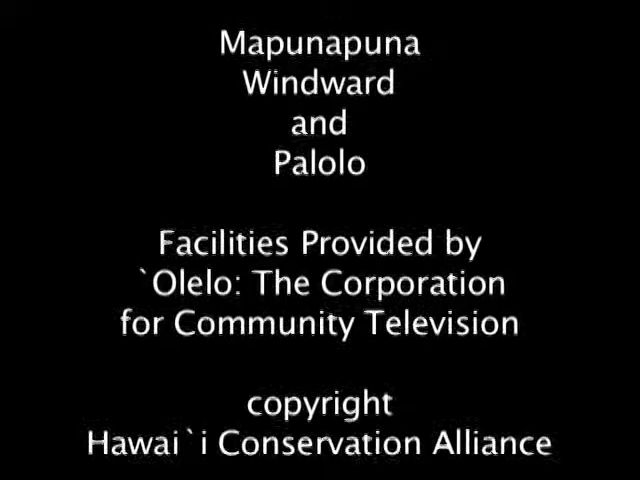 Mapunapuna
Windward
and
Palolo
Facilities Provided by
`Olelo: The Corporation
for Community Television
copyright
Hawai`i Conservation Alliance